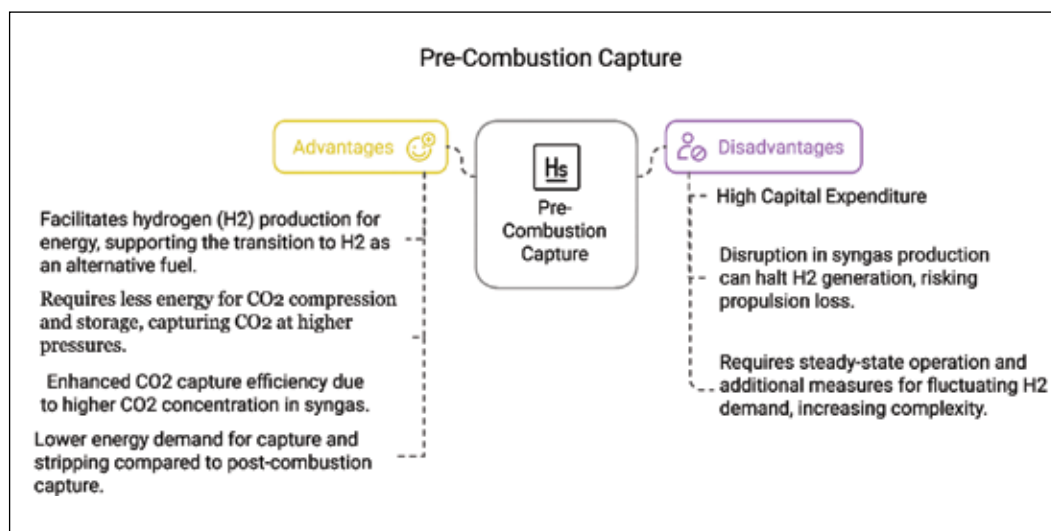 Pre-Combustion Capture
Advantages
Facilitates hydrogen (H2) production for
energy, supporting the transition to H2 as
an alternative fuel.
Requires less energy for CO2 compression
and storage, capturing CO2 at higher
pressures.
Enhanced CO2 capture efficiency due
to higher CO2 concentration in syngas.
Lower energy demand for capture and
stripping compared to post-combustion
capture.
Hs
Pre-
Combustion
Capture
Disadvantages
High Capital Expenditure
Disruption in syngas production
can halt H2 generation, risking
propulsion loss.
Requires steady-state operation and
additional measures for fluctuating H2
demand, increasing complexity.